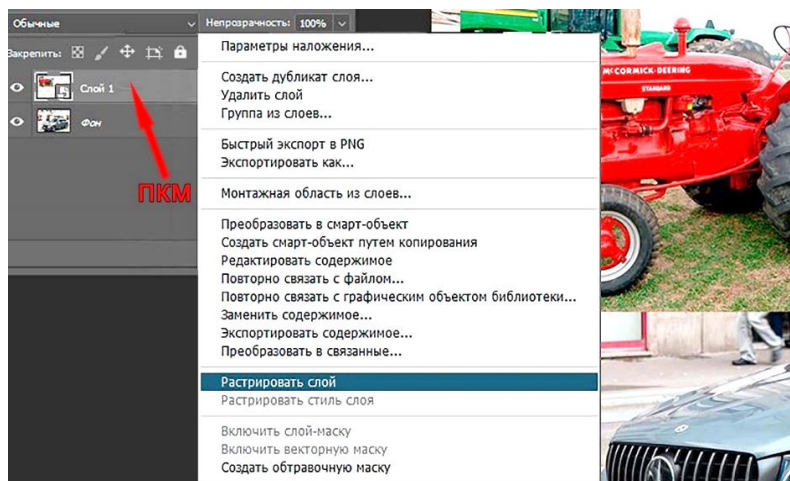 Обычные
Непрозрачность: 100%
Закрепить:
Слой 1
Фон
ПКМ
Параметры наложения...
Создать дубликат слоя...
Удалить слой
Группа из слоев...
Быстрый экспорт в PNG
Экспортировать как...
Монтажная область из слоев...
Преобразовать в смарт-объект
Создать смарт-объект путем копирования
Редактировать содержимое
Повторно связать с файлом...
Повторно связать с графическим объектом библиотеки...
Заменить содержимое...
Экспортировать содержимое...
Преобразовать в связанные...
Растрировать слой
Растрировать стиль слоя
Включить слой-маску
Включить векторную маску
Создать обтравочную маску
McCORMICK-DEERING
STANDARD